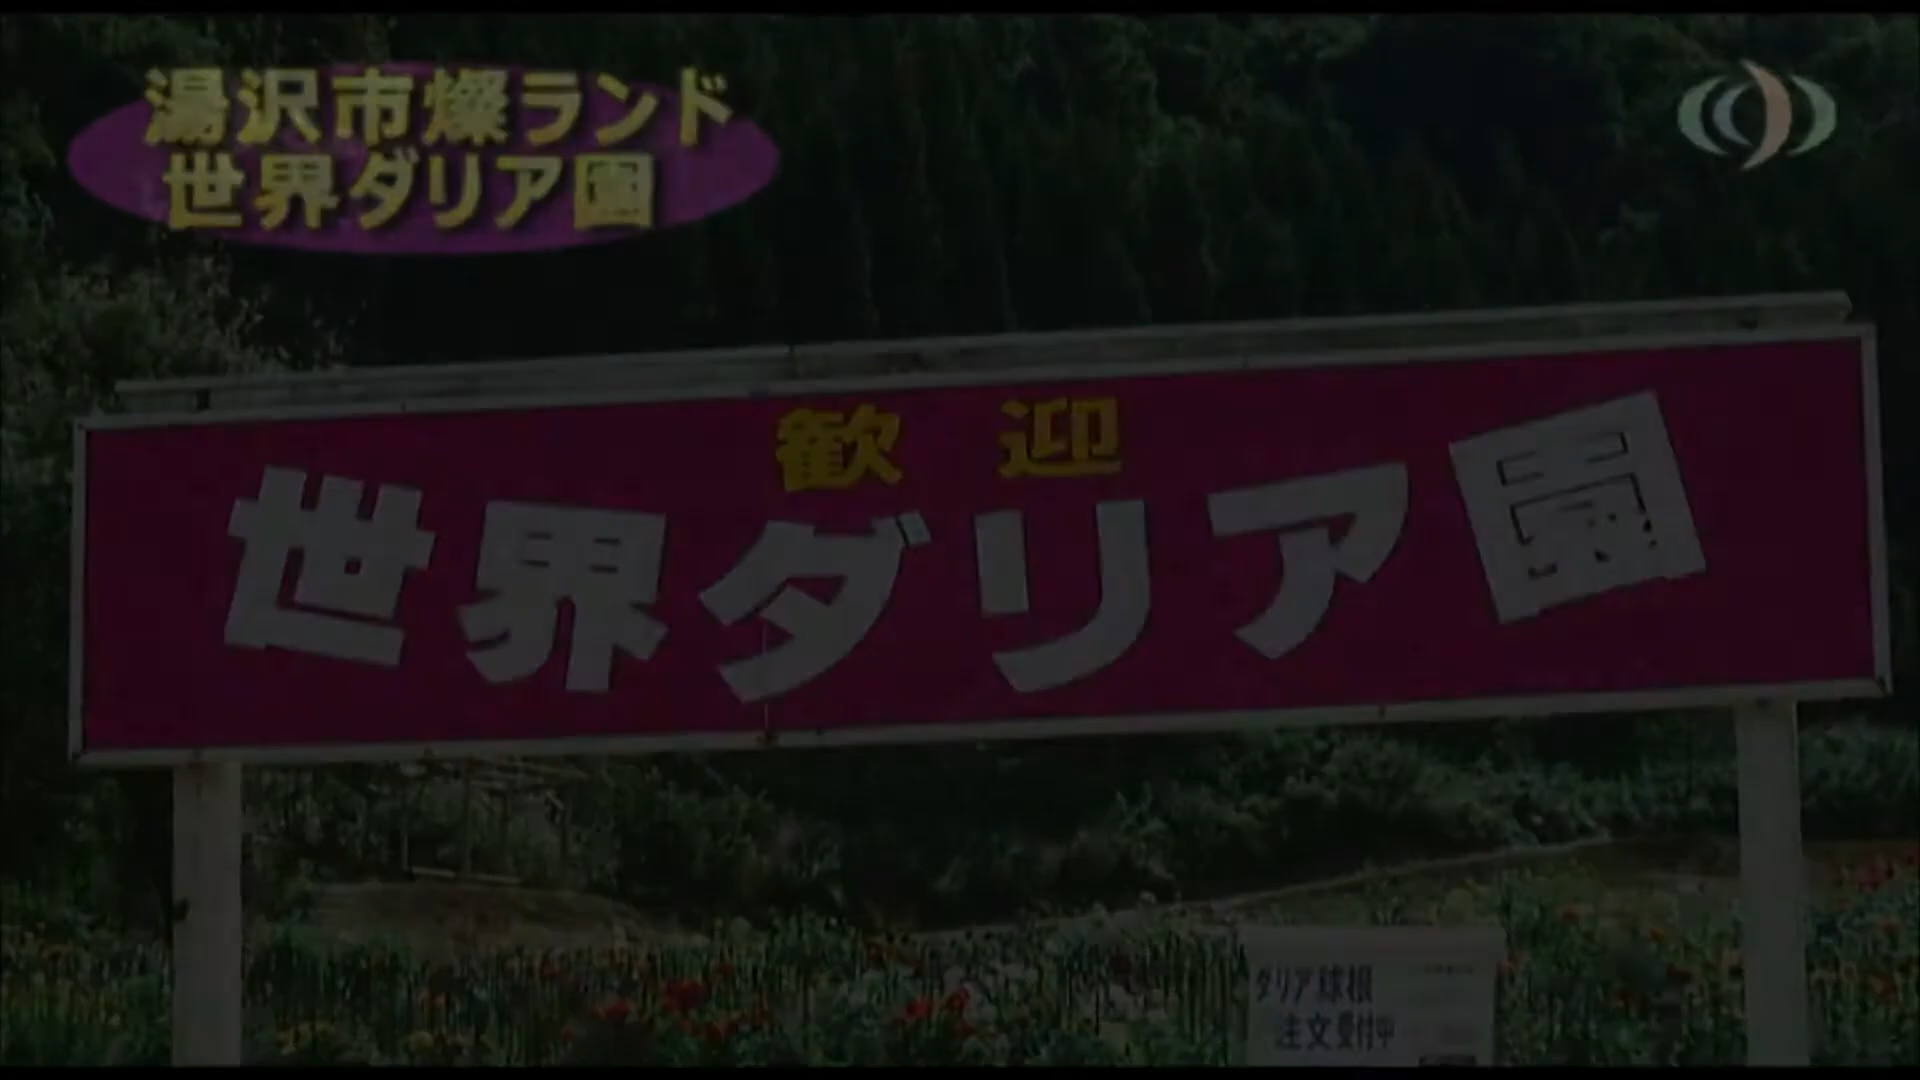 湯沢市燦ランド
世界ダリア園
歓迎
世界ダリア園
ダリア球根
注文受付中